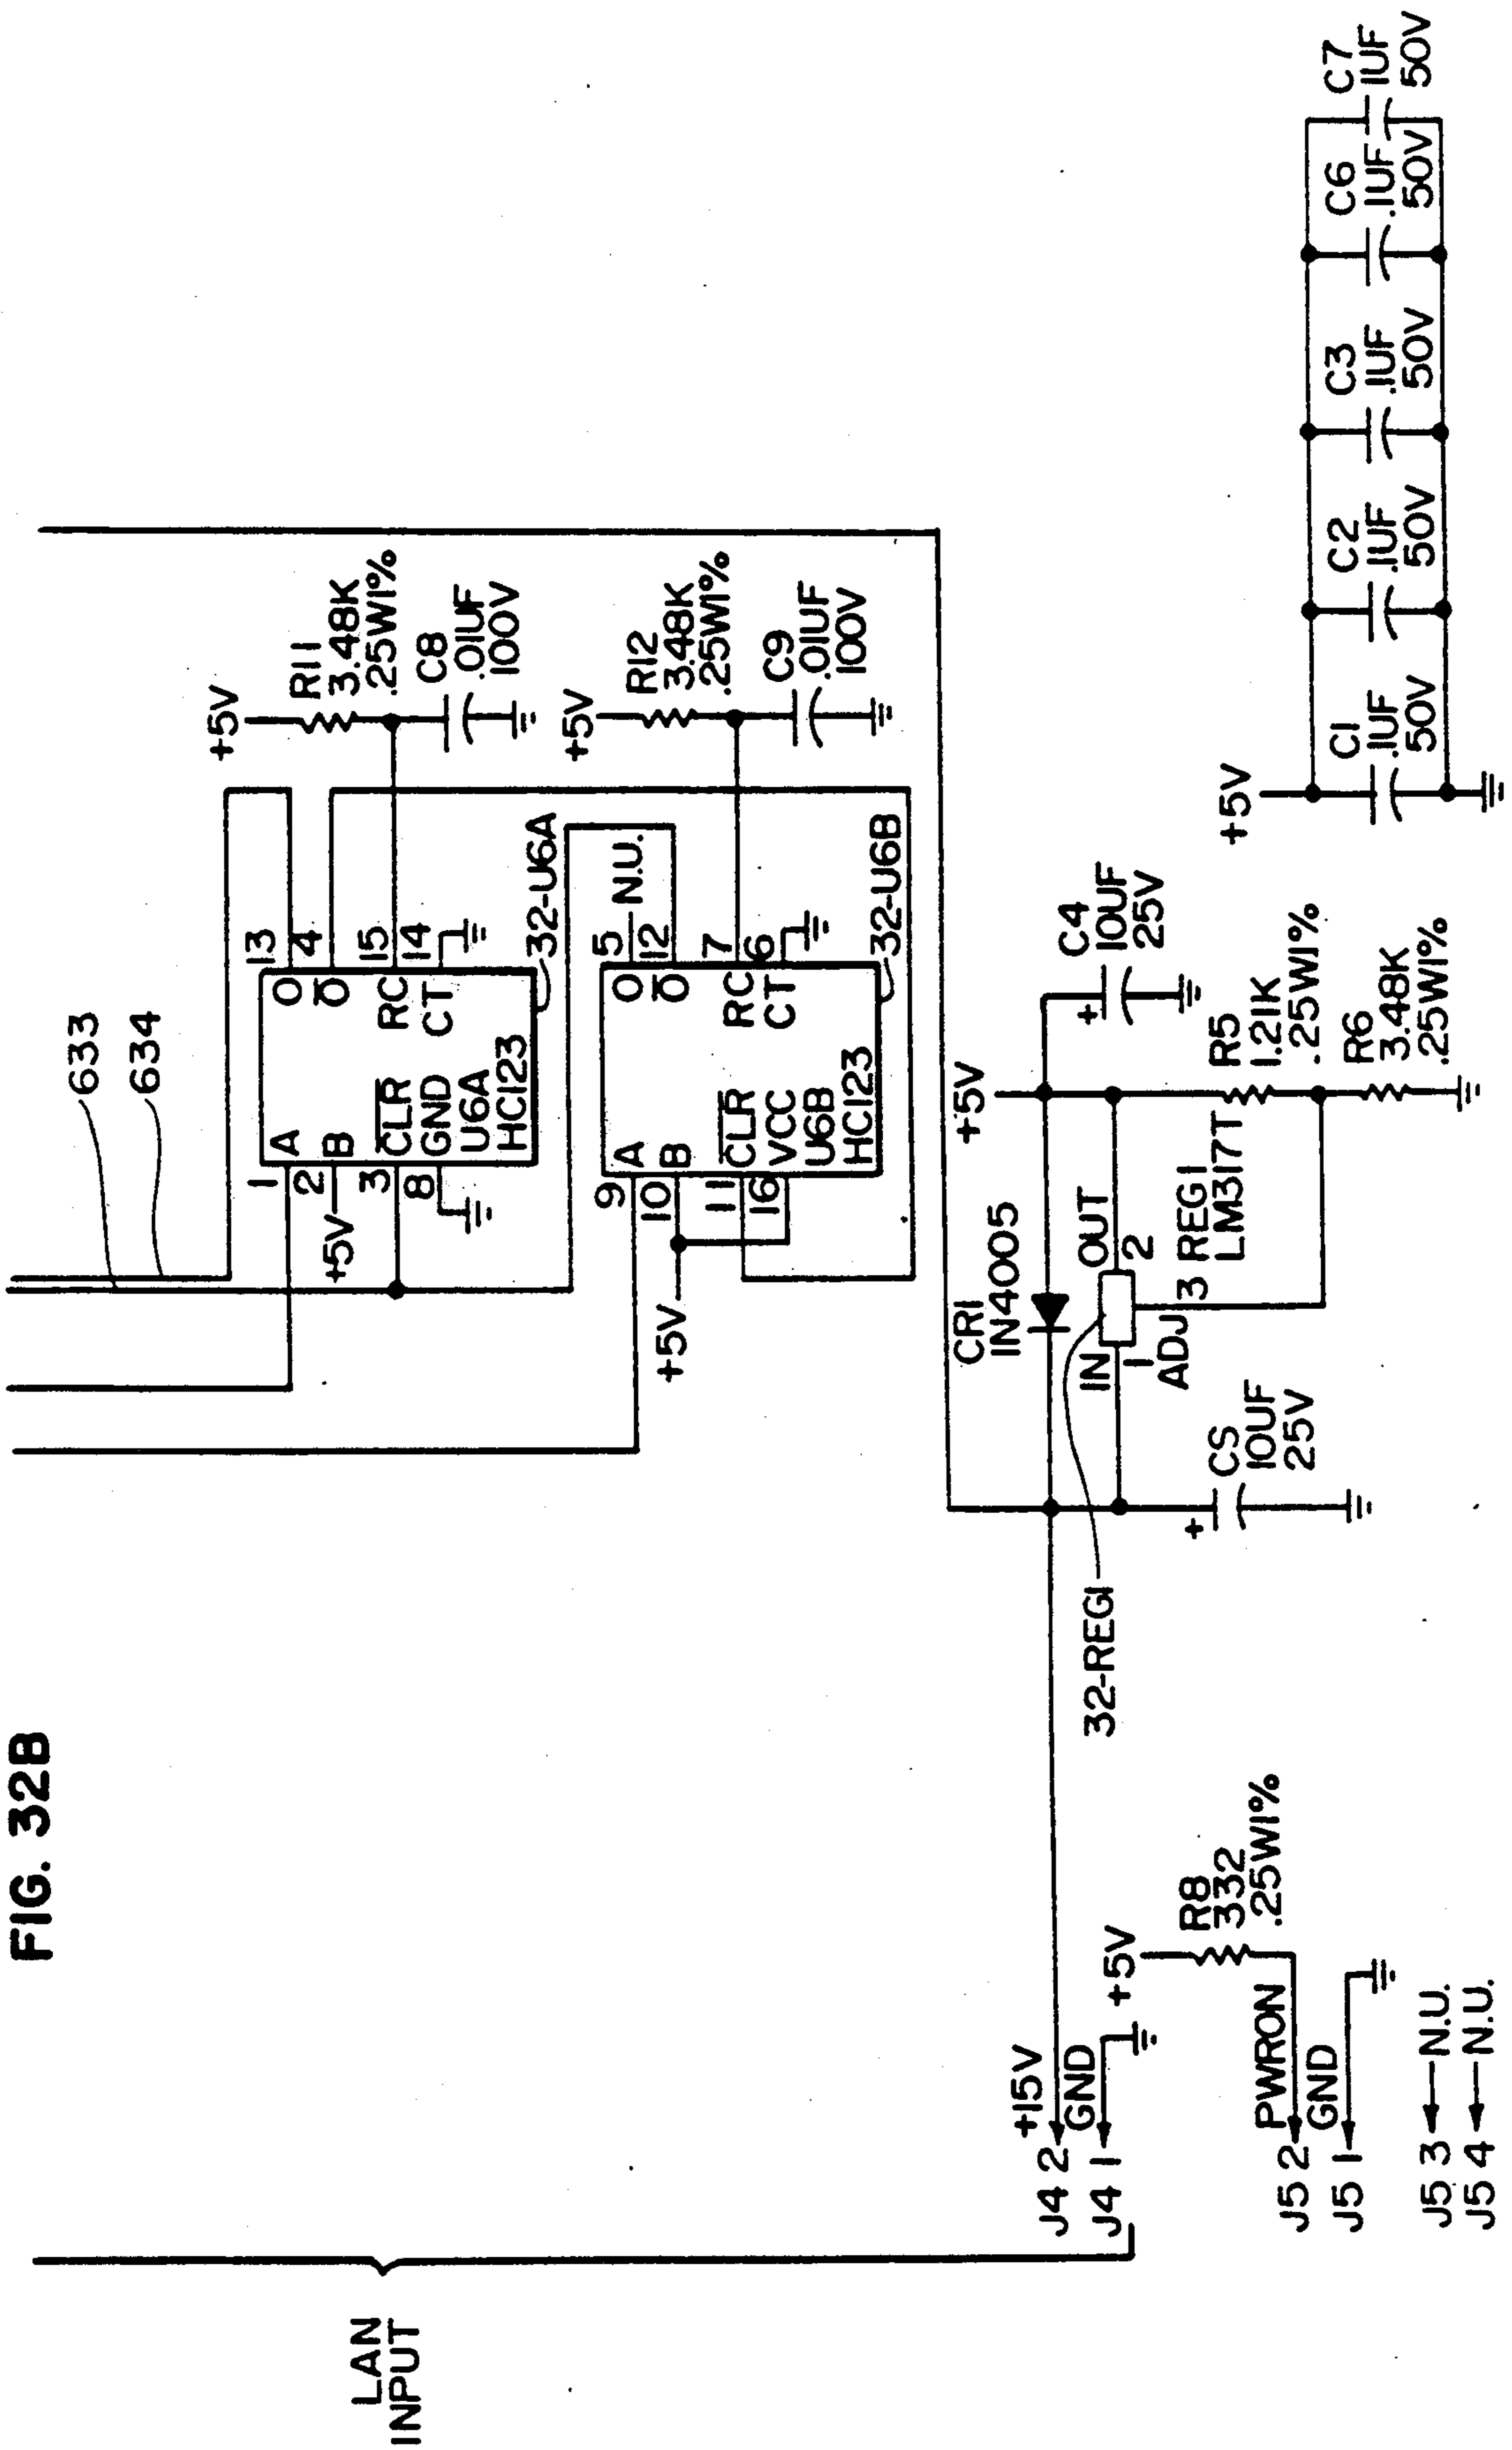 FIG. 32B
LAN
INPUT
633
634
1
2
3
8
+5V
A
B
CLR
GND
U6A
HC123
O
O
RC
CT
13
4
15
14
32-U6A
+5V
R11
3.48K
.25W1%
C8
.01UF
100V
9
10
11
16
+5V
A
B
CLR
VCC
U6B
HC123
O
O
RC
CT
5
12
7
6
N.U.
32-U6B
+5V
R12
3.48K
.25W1%
C9
.01UF
100V
J4 2
+15V
J4 1
GND
+5V
R8
332
.25W1%
J5 2
PWRON
J5 1
GND
J5 3
N.U.
J5 4
N.U.
32-REG1
+
CS
10UF
25V
CR1
1N4005
IN
1
ADJ
OUT
2
3 REG1
LM317T
+5V
+
C4
10UF
25V
R5
1.21K
.25W1%
R6
3.48K
.25W1%
+5V
C1
.1UF
50V
C2
.1UF
50V
C3
.1UF
50V
C6
.1UF
50V
C7
.1UF
50V